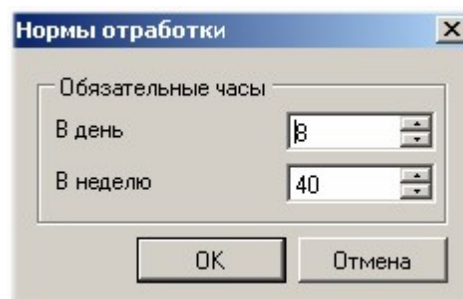 Нормы отработки
Обязательные часы
В день 8
В неделю 40
OK Отмена